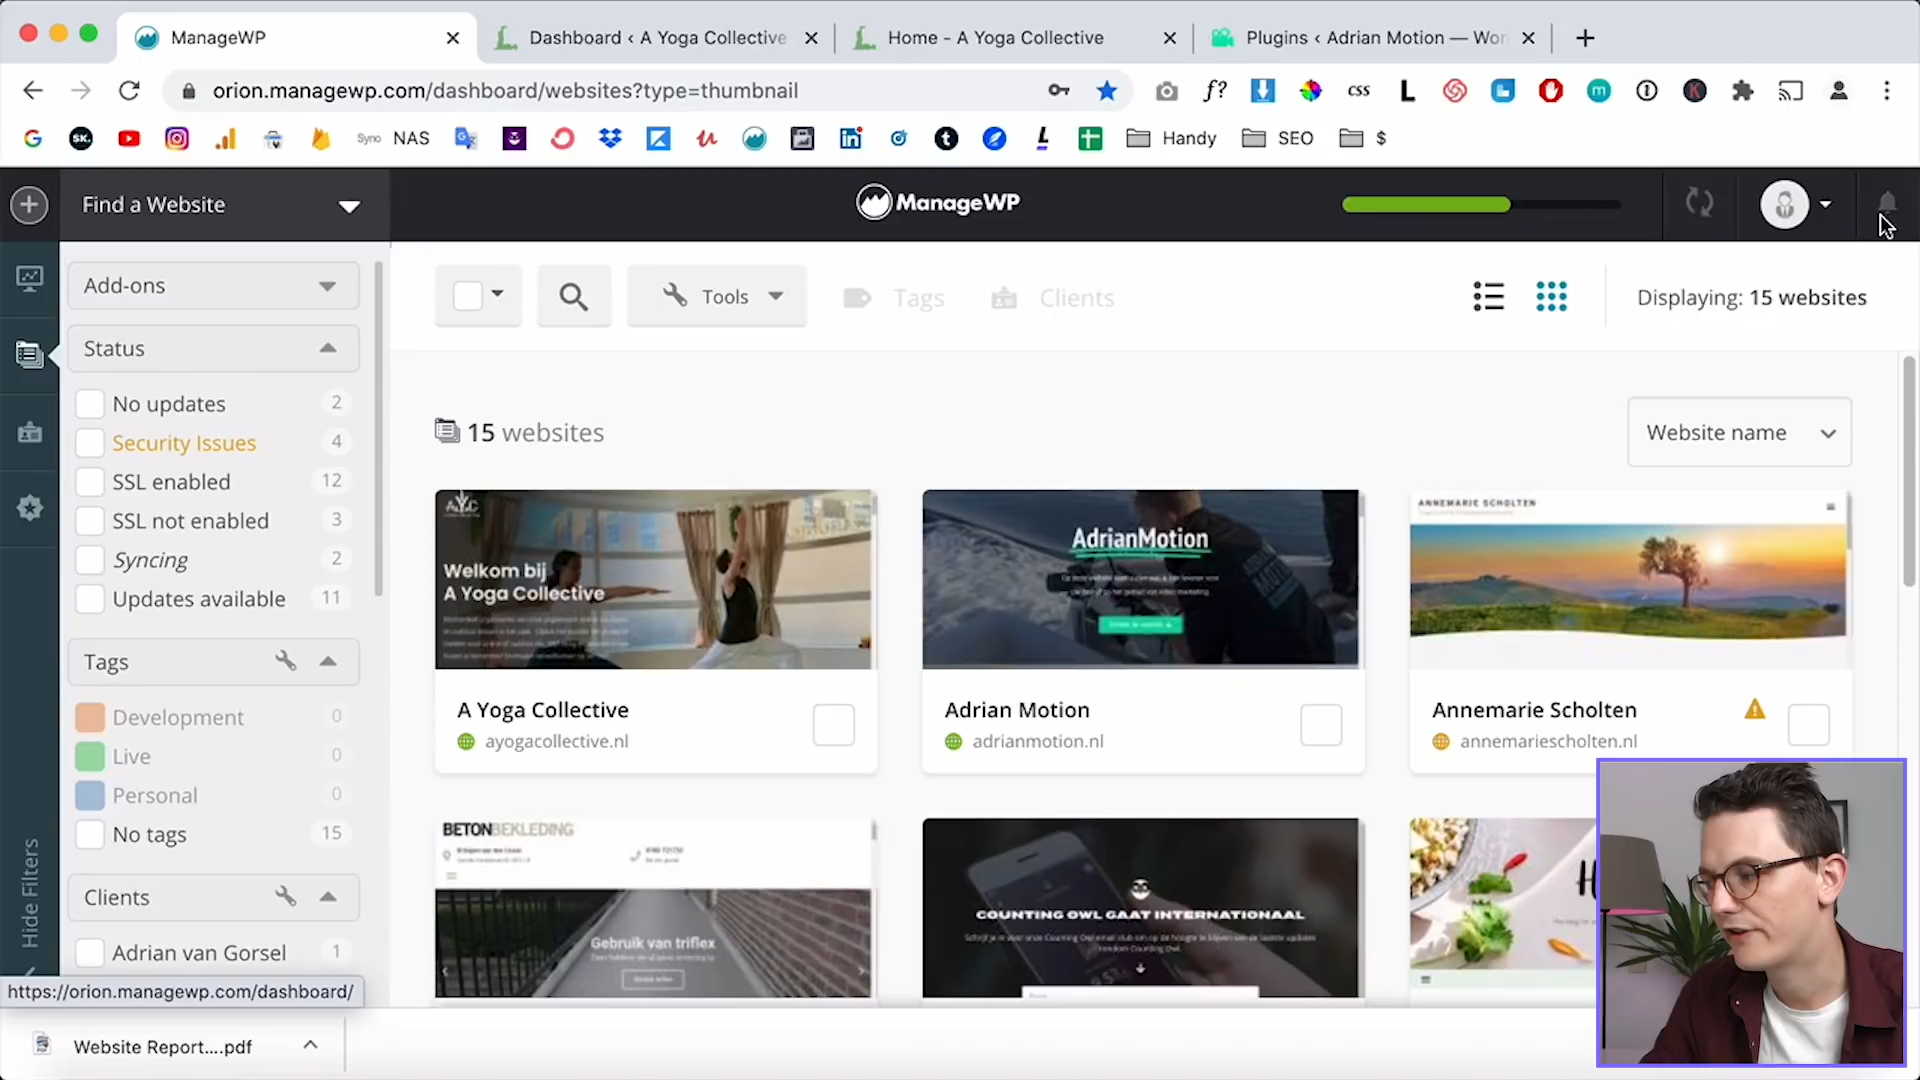 ManageWP
Dashboard ‹ A Yoga Collective
Home - A Yoga Collective
Plugins ‹ Adrian Motion — Wor
orion.managewp.com/dashboard/websites?type=thumbnail
f?
CSS
L
m
K
SK.
Syno NAS
Handy
SEO
$
Find a Website
ManageWP
Add-ons
Tools
Tags
Clients
Displaying: 15 websites
Status
No updates 2
Security Issues 4
SSL enabled 12
SSL not enabled 3
Syncing 2
Updates available 11
Tags
Development 0
Live 0
Personal 0
No tags 15
Clients
Adrian van Gorsel 1
Hide Filters
15 websites
Website name
Welkom bij
A Yoga Collective
A Yoga Collective
ayogacollective.nl
AdrianMotion
Adrian Motion
adrianmotion.nl
ANNEMARIE SCHOLTEN
Annemarie Scholten
annemariescholten.nl
BETONBEKLEDING
Gebruik van triflex
COUNTING OWL GAAT INTERNATIONAAL
https://orion.managewp.com/dashboard/
Website Report....pdf